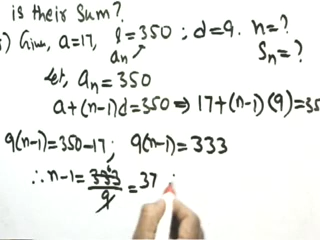 is their Sum?
) Given, a=17, l=350 ; d=9. n=?
aₙ Sₙ=?
Let, aₙ=350
a+(n-1)d=350 ⇒ 17+(n-1)(9)=35
9(n-1)=350-17; 9(n-1)=333
∴ n-1= 333/9 =37 ;